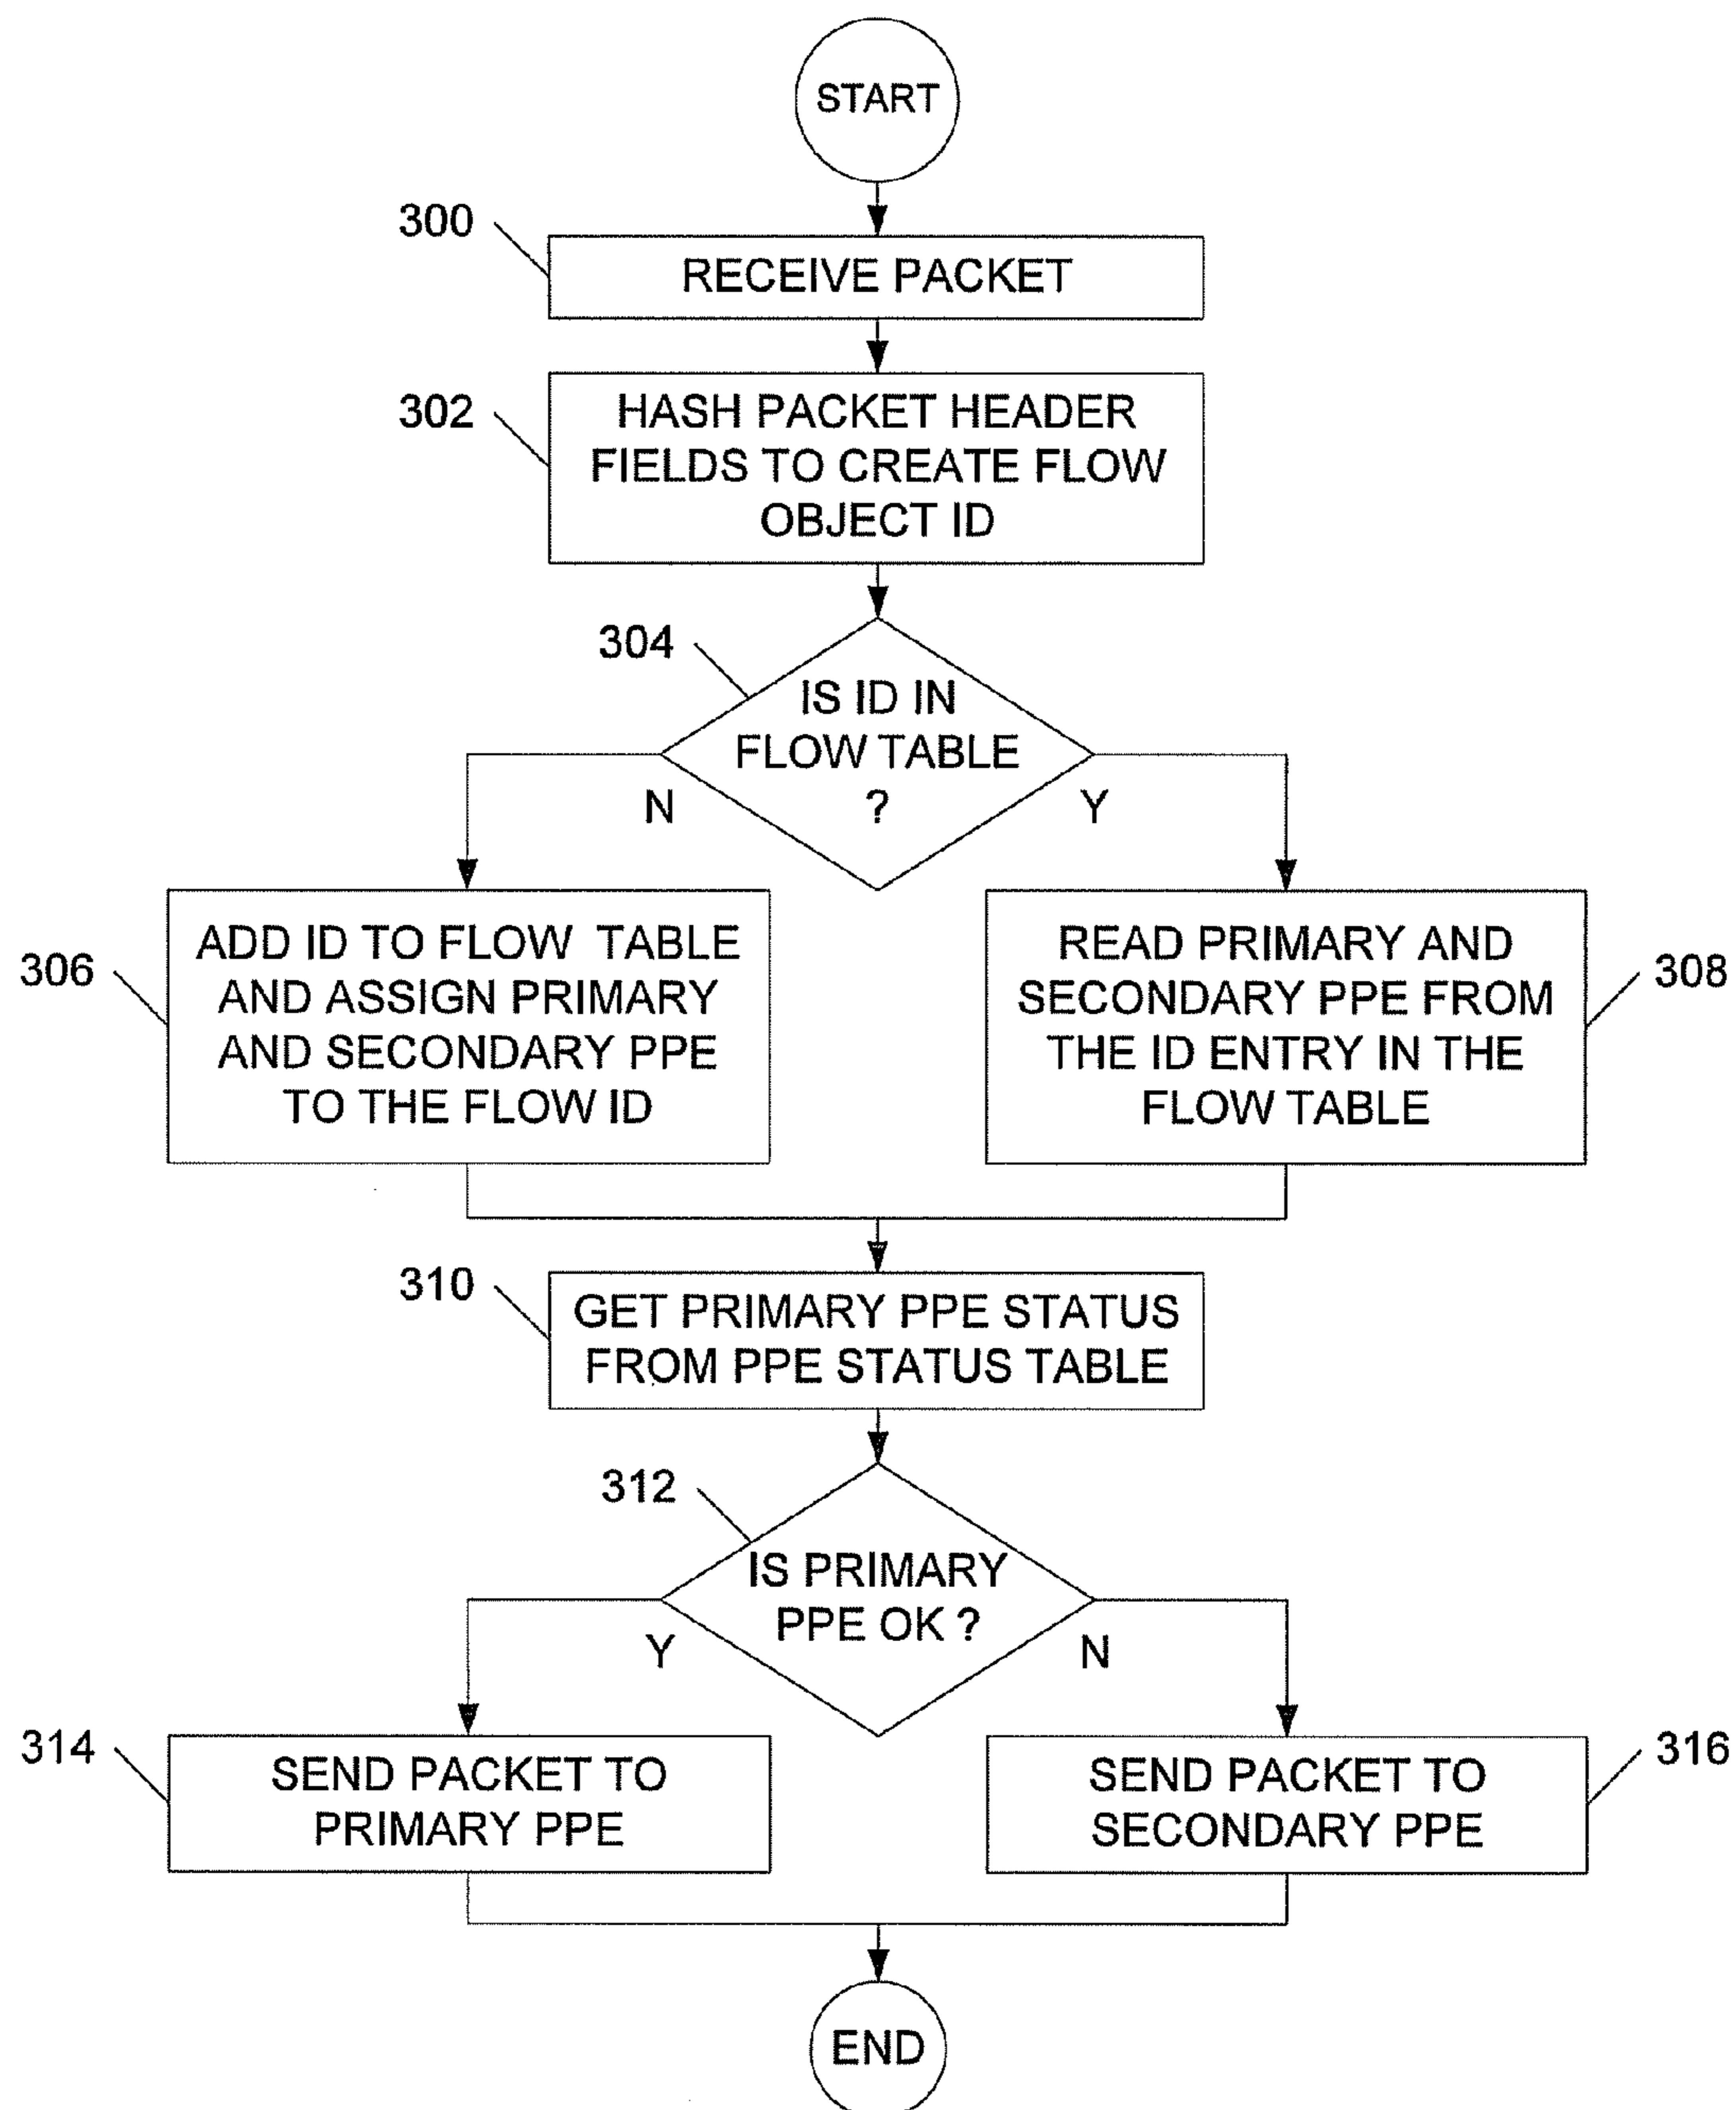 START
300
RECEIVE PACKET
302
HASH PACKET HEADER
FIELDS TO CREATE FLOW
OBJECT ID
304
IS ID IN
FLOW TABLE
?
N
Y
306
ADD ID TO FLOW TABLE
AND ASSIGN PRIMARY
AND SECONDARY PPE
TO THE FLOW ID
READ PRIMARY AND
SECONDARY PPE FROM
THE ID ENTRY IN THE
FLOW TABLE
308
310
GET PRIMARY PPE STATUS
FROM PPE STATUS TABLE
312
IS PRIMARY
PPE OK ?
Y
N
314
SEND PACKET TO
PRIMARY PPE
SEND PACKET TO
SECONDARY PPE
316
END